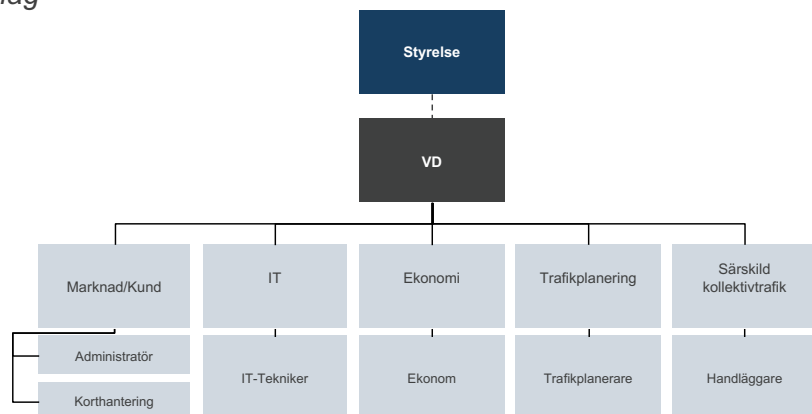 Styrelse
VD
Marknad/Kund
IT
Ekonomi
Trafikplanering
Särskild
kollektivtrafik
Administratör
Korthantering
IT-Tekniker
Ekonom
Trafikplanerare
Handläggare